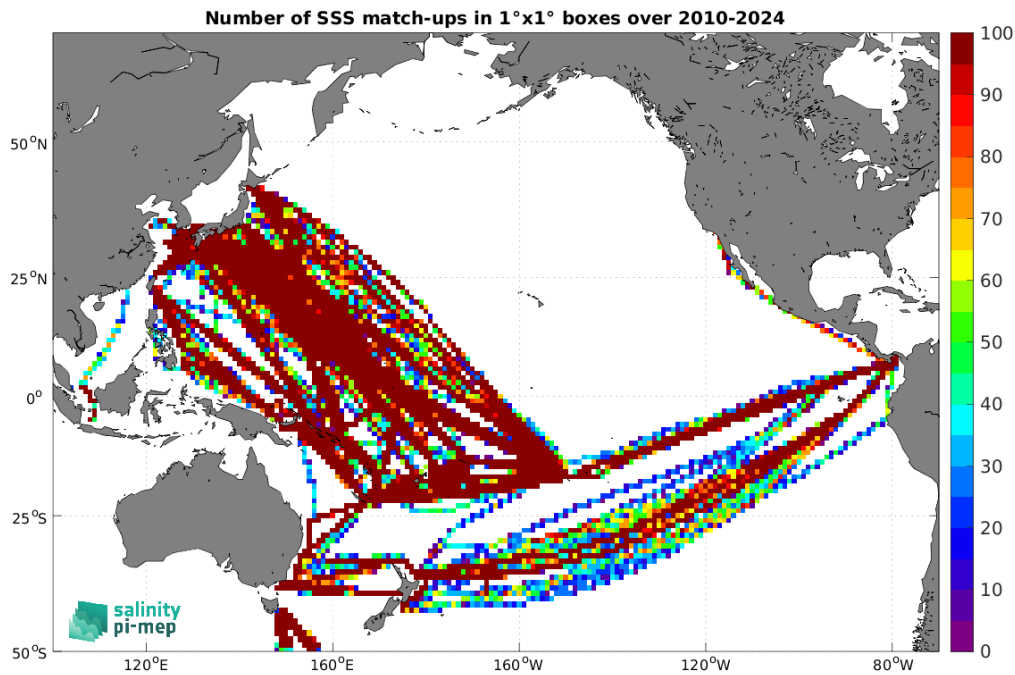 Number of SSS match-ups in 1°x1° boxes over 2010-2024
100
90
80
70
60
50
40
30
20
10
0
50°N
25°N
0°
25°S
50°S
120°E
160°E
160°W
120°W
80°W
salinity
pi-mep